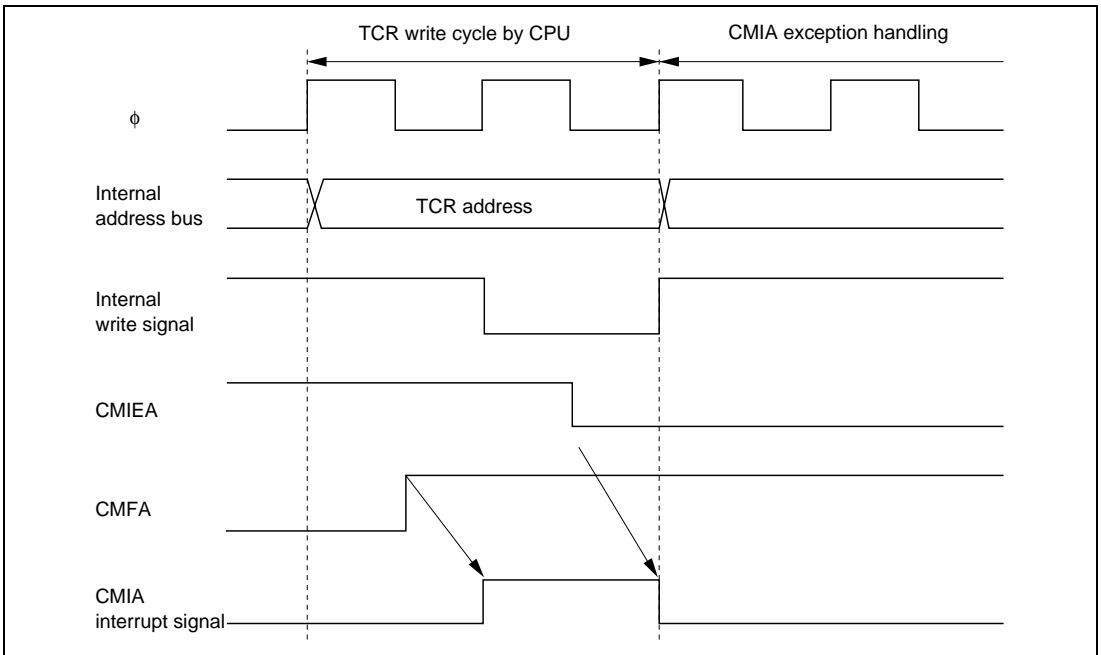 TCR write cycle by CPU
CMIA exception handling
ϕ
Internal
address bus
TCR address
Internal
write signal
CMIEA
CMFA
CMIA
interrupt signal